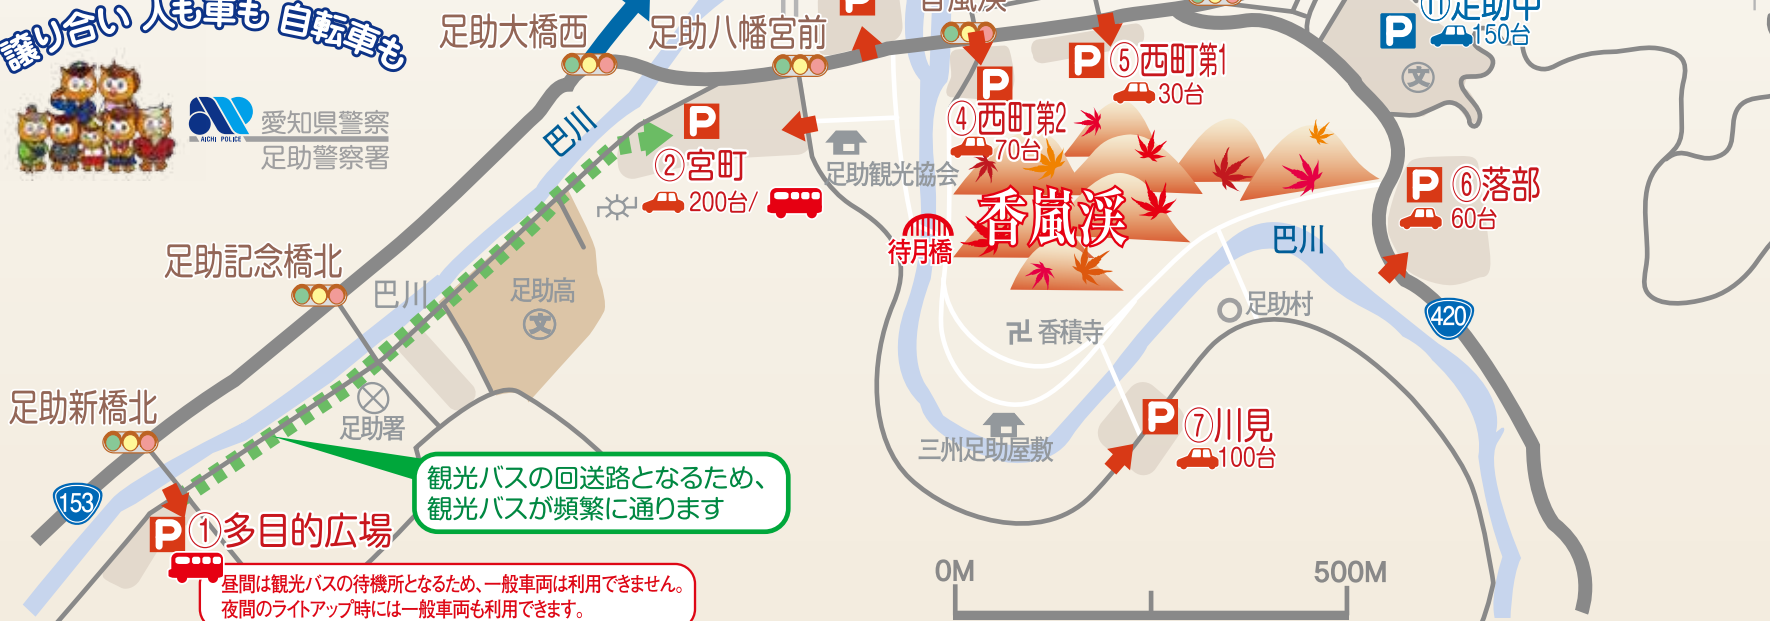 譲り合い 人も車も 自転車も
AICHI POLICE
愛知県警察
足助警察署
足助大橋西
足助八幡宮前
香嵐渓
P
P
⑤西町第1
30台
P
④西町第2
70台
P
⑪足助中
150台
文
巴川
P
②宮町
200台/
足助観光協会
待月橋
香嵐渓
巴川
P
⑥落部
60台
420
足助記念橋北
巴川
足助高
文
卍 香積寺
足助村
足助新橋北
足助署
三州足助屋敷
P
⑦川見
100台
153
観光バスの回送路となるため、
観光バスが頻繁に通ります
P
①多目的広場
昼間は観光バスの待機所となるため、一般車両は利用できません。
夜間のライトアップ時には一般車両も利用できます。
0M
500M